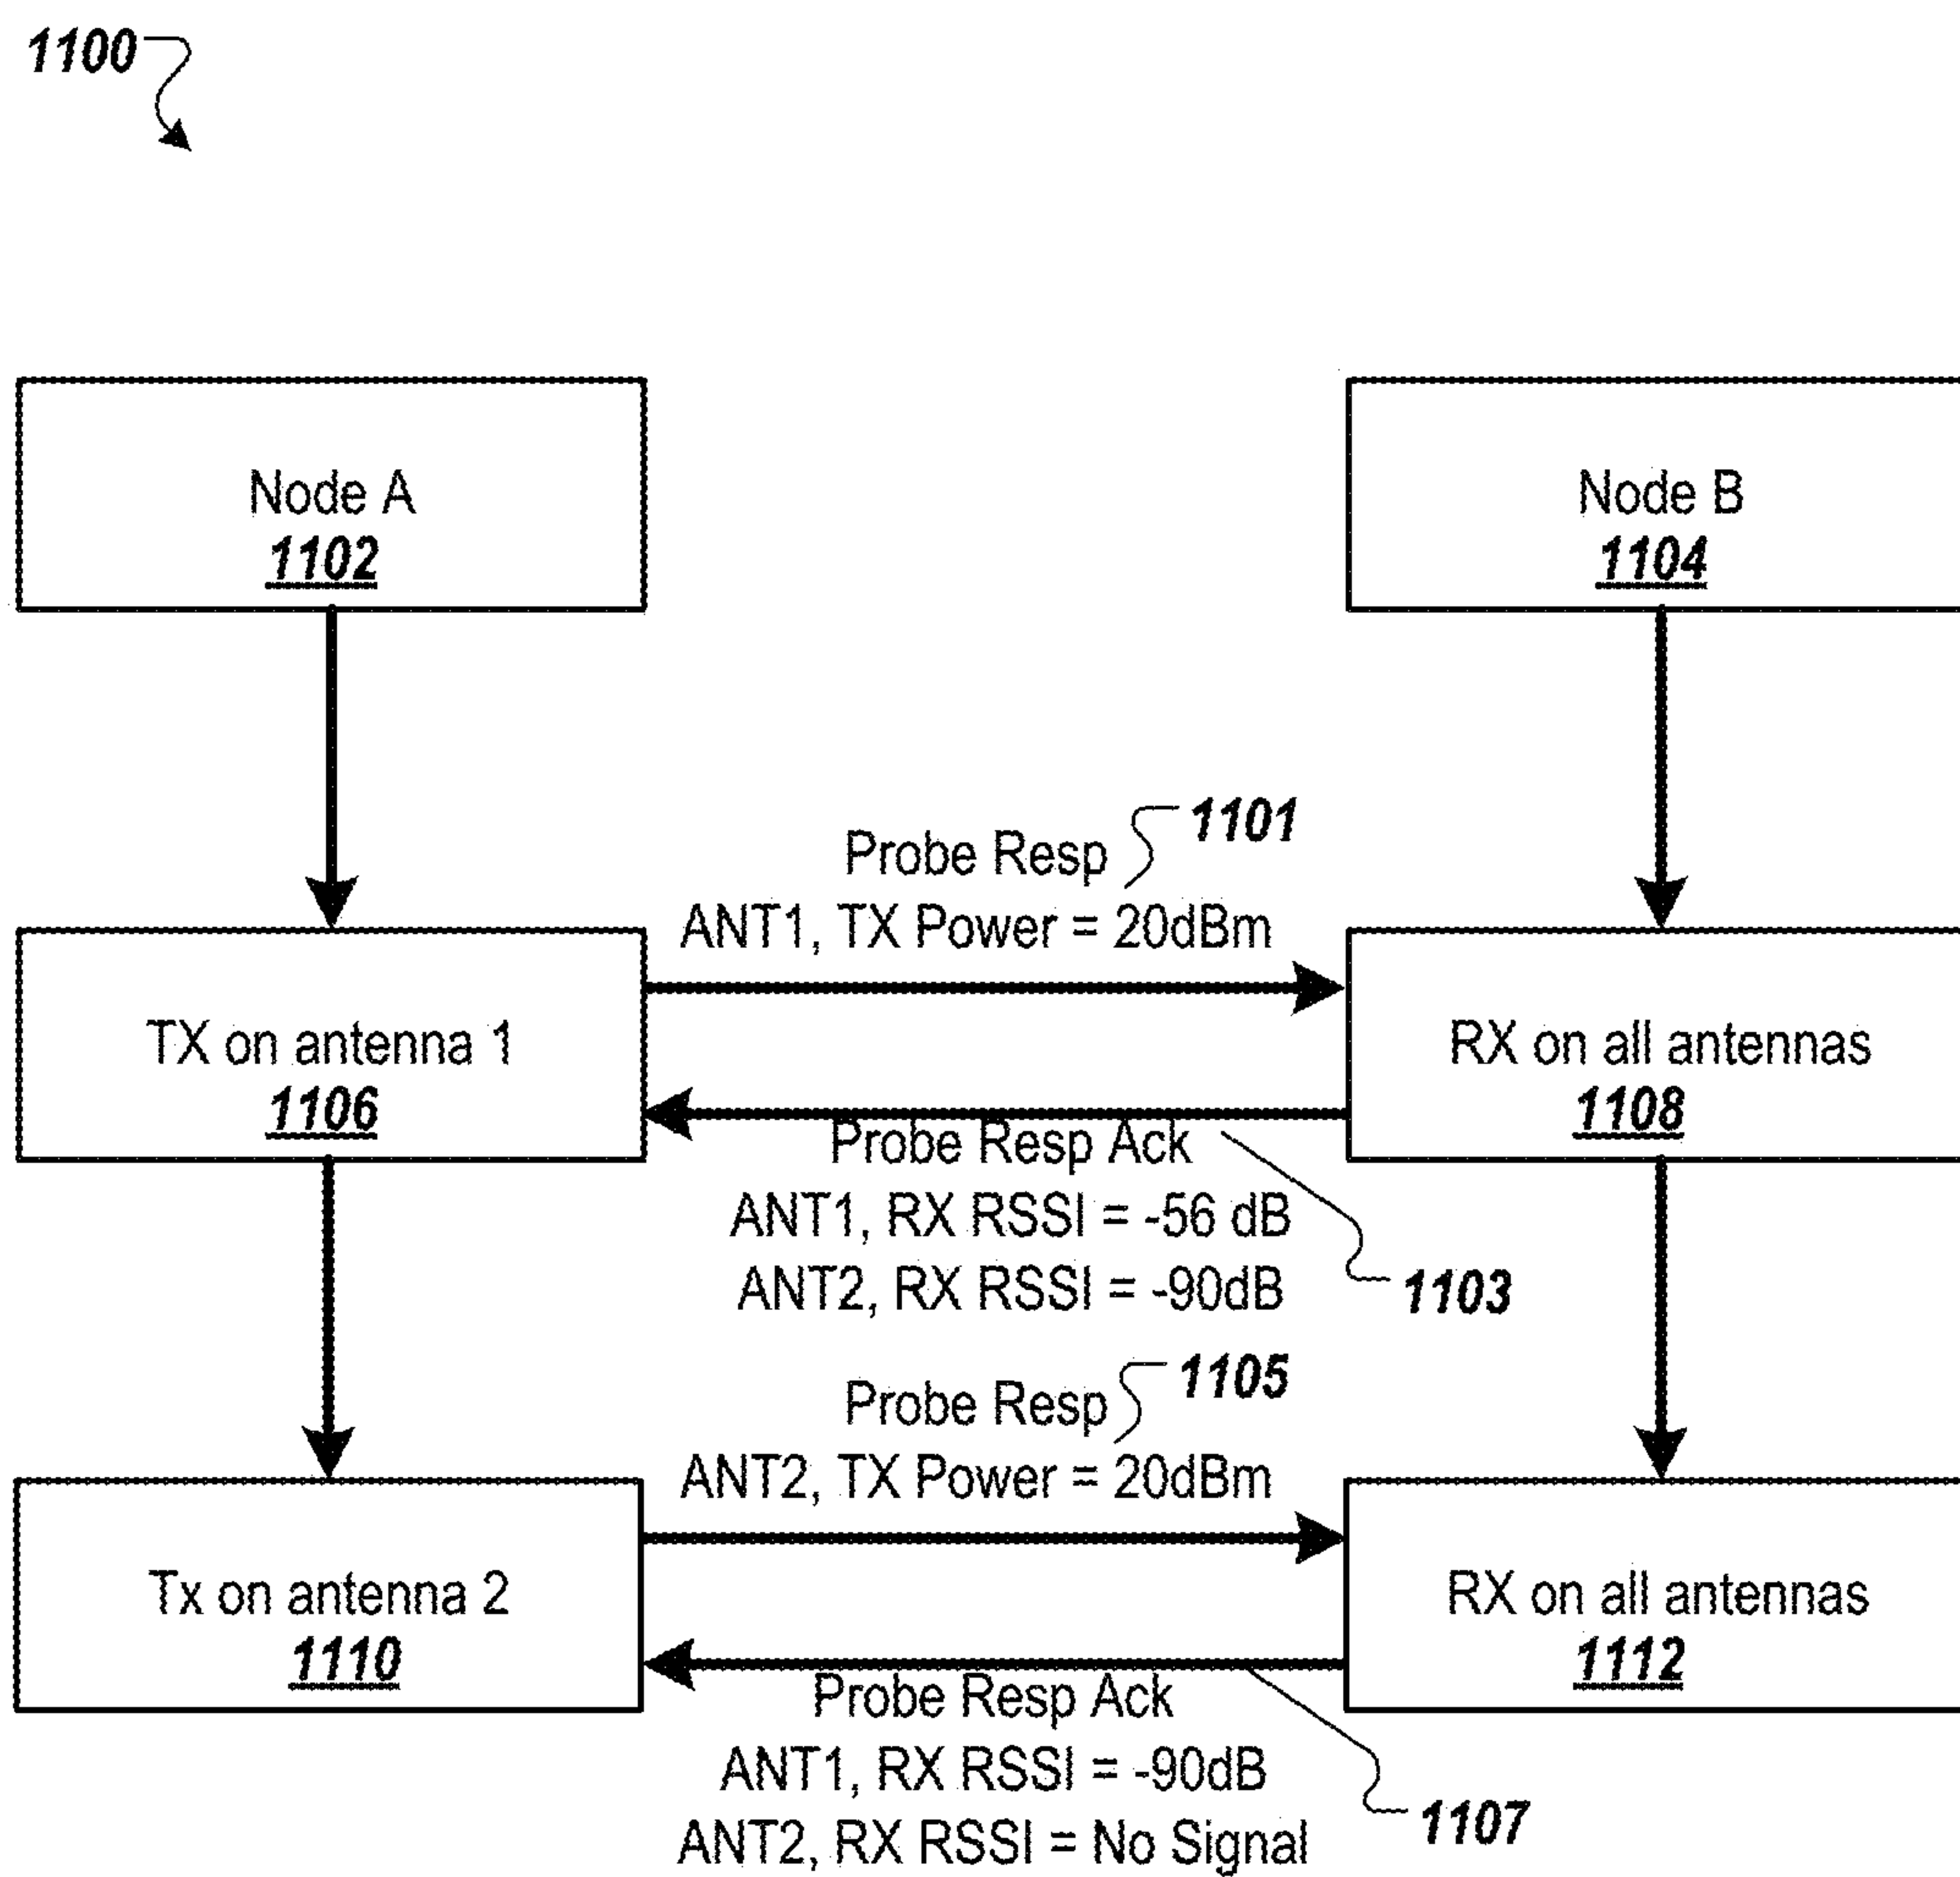 1100
Node A
1102
Node B
1104
Probe Resp
1101
ANT1, TX Power = 20dBm
TX on antenna 1
1106
RX on all antennas
1108
Probe Resp Ack
ANT1, RX RSSI = -56 dB
ANT2, RX RSSI = -90dB
1103
Probe Resp
1105
ANT2, TX Power = 20dBm
Tx on antenna 2
1110
RX on all antennas
1112
Probe Resp Ack
ANT1, RX RSSI = -90dB
ANT2, RX RSSI = No Signal
1107